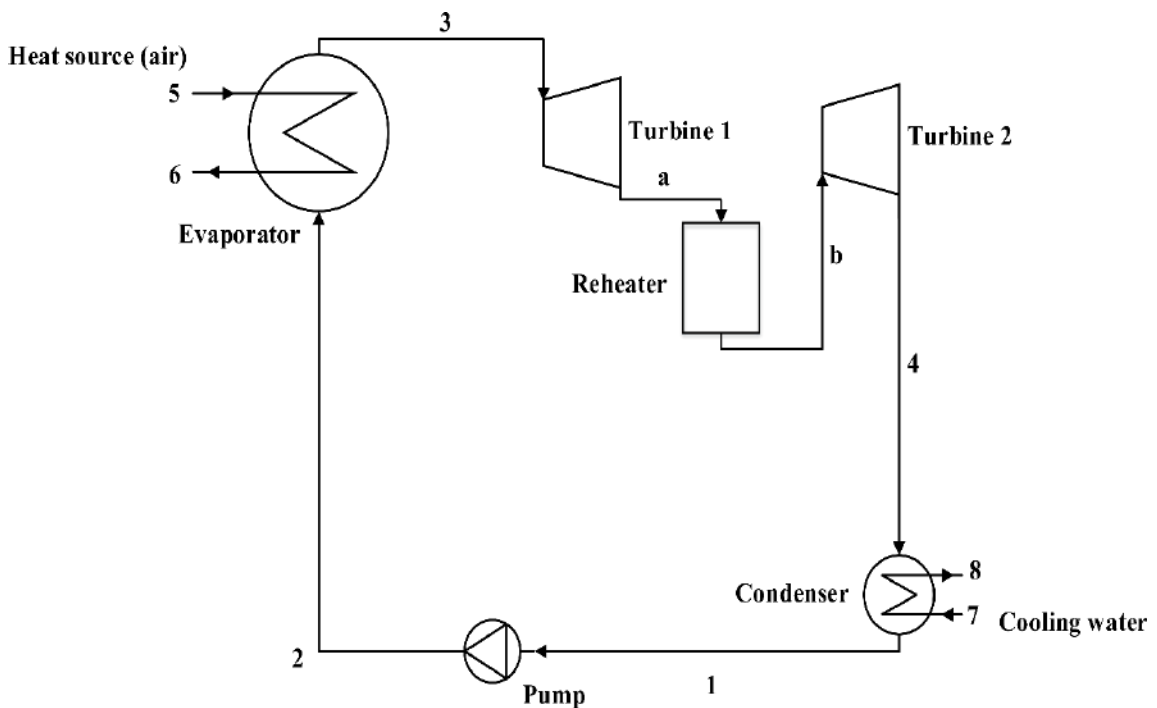 3
Heat source (air)
5
6
Evaporator
Turbine 1
a
Reheater
b
Turbine 2
4
Condenser
8
7
Cooling water
2
Pump
1